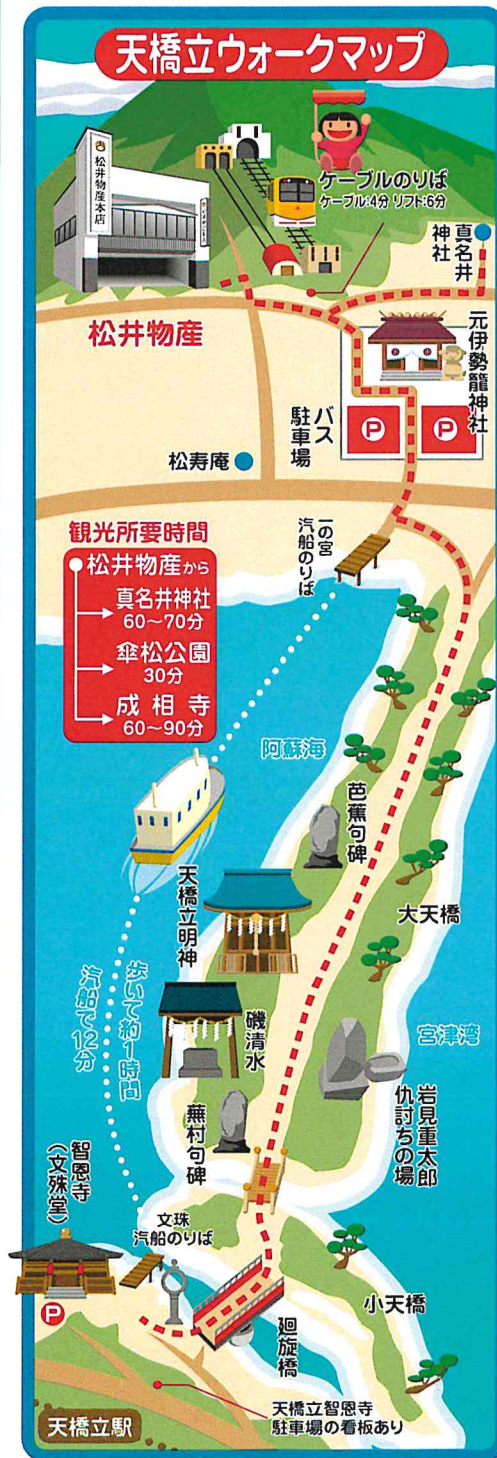 天橋立ウォークマップ
松井物産本店
ケーブルのりば
ケーブル:4分 リフト:6分
真名井
神社
松井物産
元伊勢籠神社
バス
駐車場
P
P
松寿庵
一の宮
汽船のりば
観光所要時間
松井物産から
真名井神社
60～70分
傘松公園
30分
成相寺
60～90分
阿蘇海
芭蕉句碑
大天橋
天橋立明神
磯清水
宮津湾
歩いて約1時間
汽船で12分
岩見重太郎
仇討ちの場
蕪村句碑
智恩寺
（文殊堂）
文珠
汽船のりば
P
廻旋橋
小天橋
天橋立智恩寺
駐車場の看板あり
天橋立駅